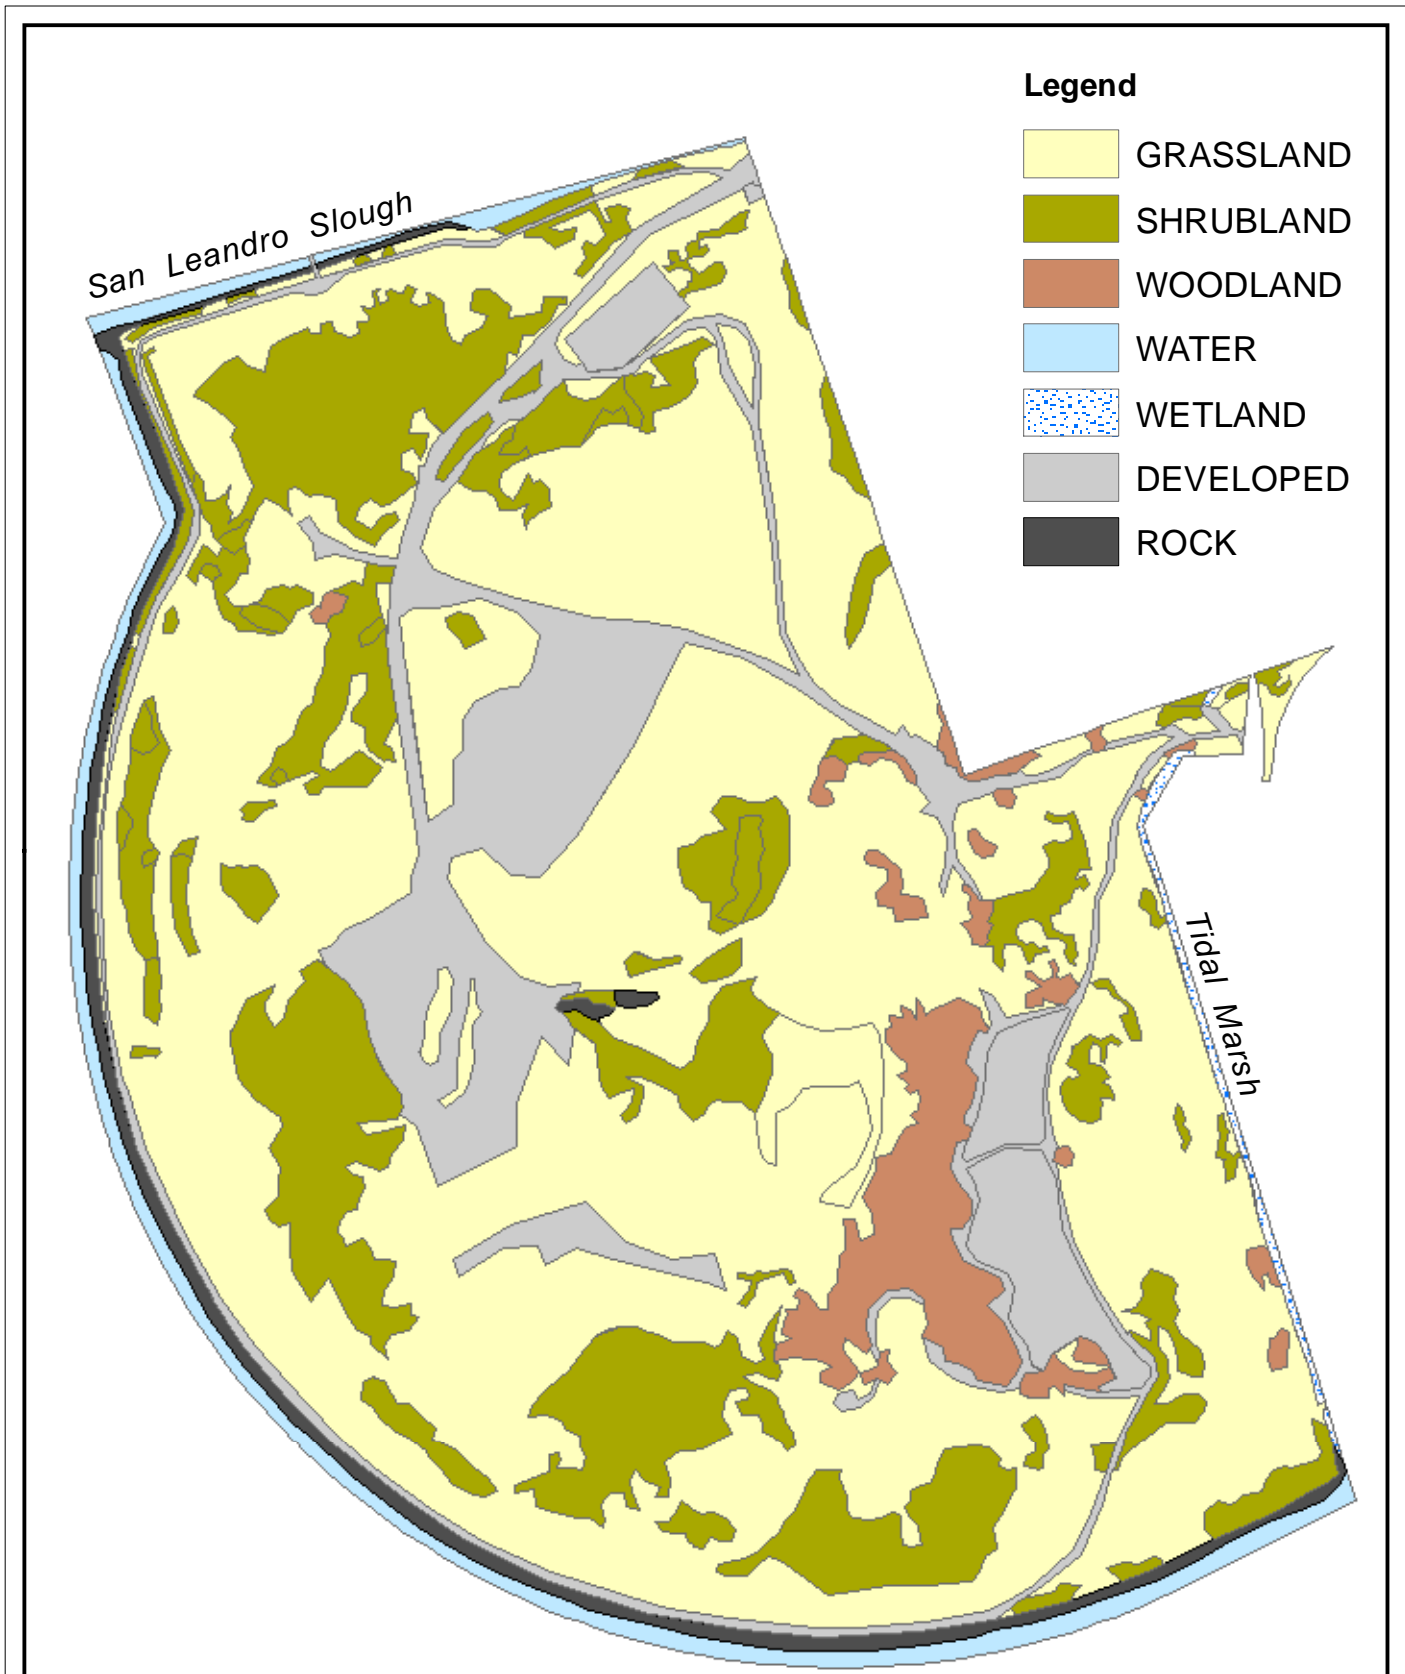 Legend
GRASSLAND
SHRUBLAND
WOODLAND
WATER
WETLAND
DEVELOPED
ROCK
San Leandro Slough
Tidal Marsh